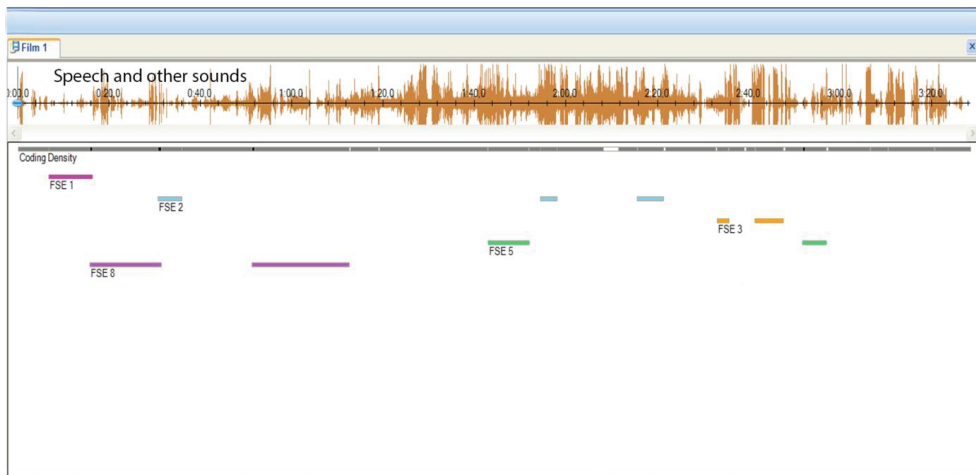 Film 1
x
Speech and other sounds
0:00.0 0:20.0 0:40.0 1:00.0 1:20.0 1:40.0 2:00.0 2:20.0 2:40.0 3:00.0 3:20.0
Coding Density
FSE 1
FSE 2
FSE 3
FSE 5
FSE 8